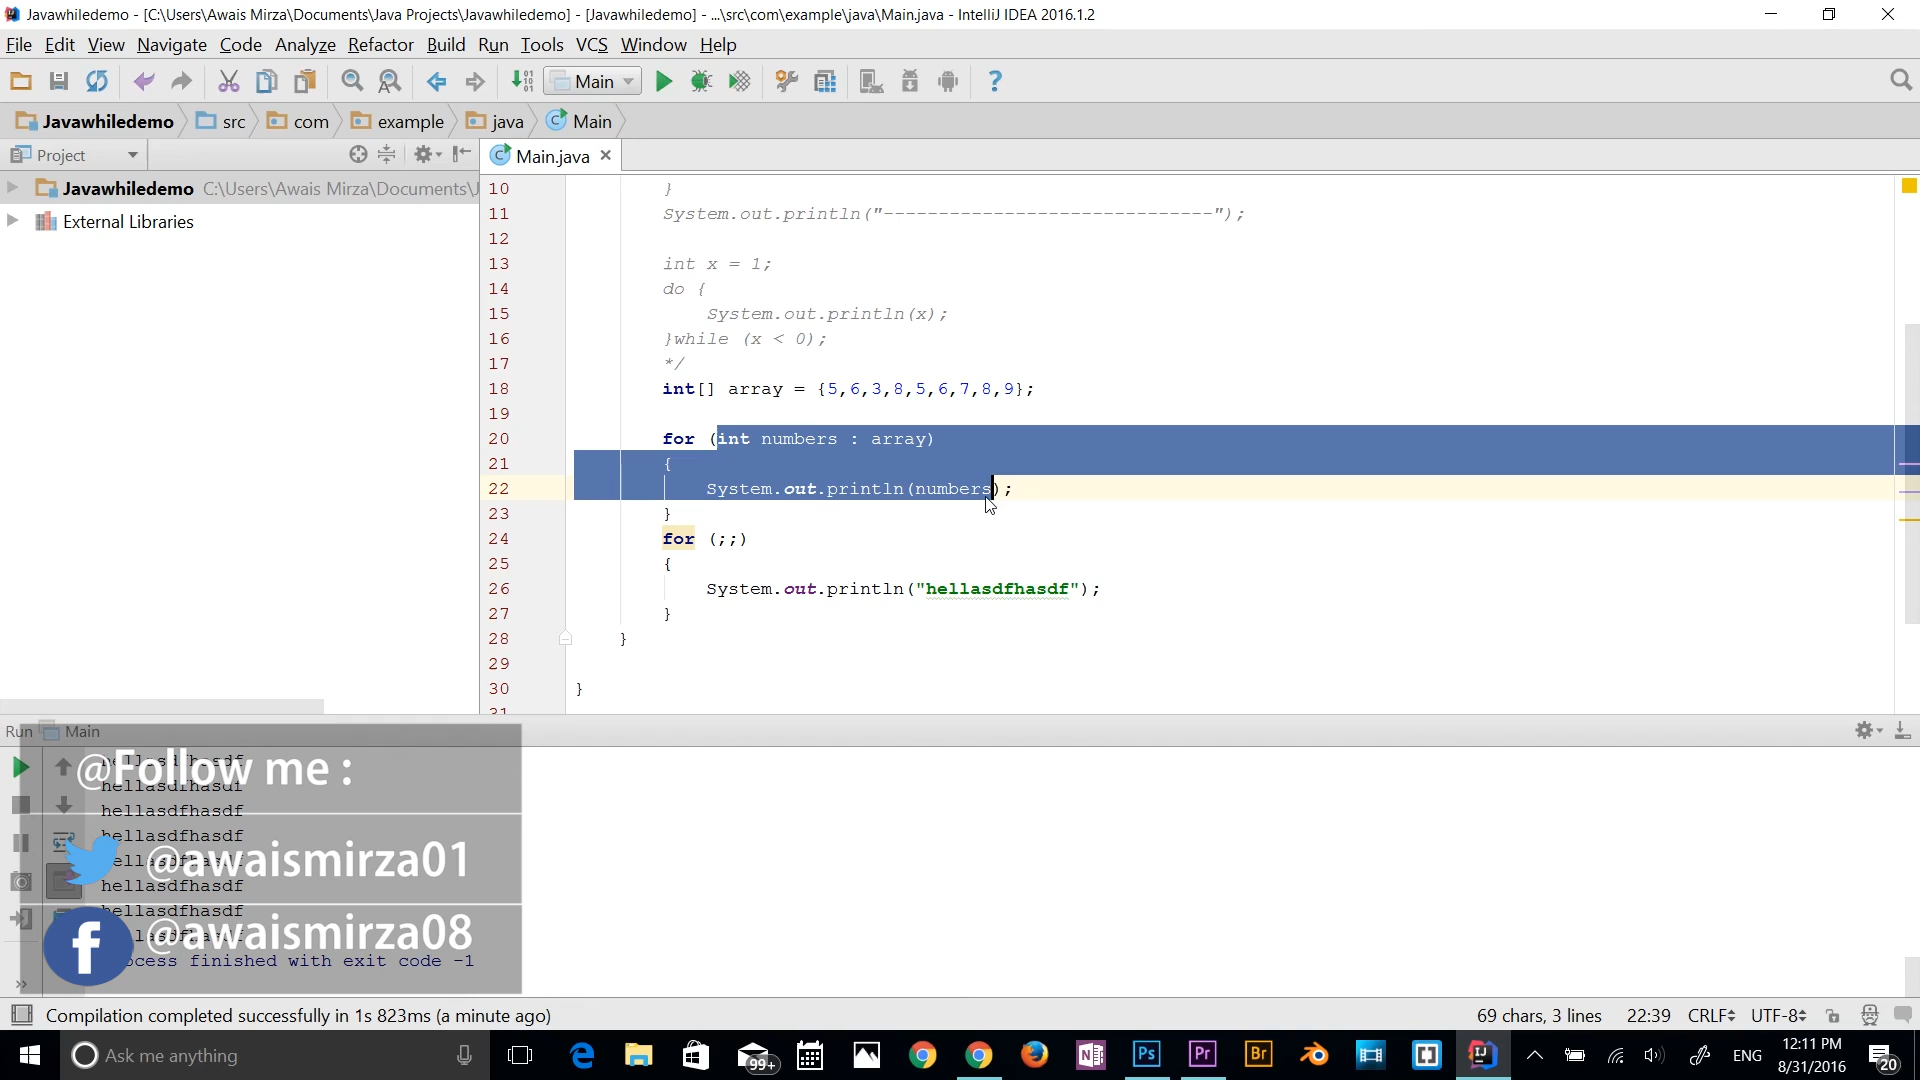 Javawhiledemo - [C:\Users\Awais Mirza\Documents\Java Projects\Javawhiledemo] - [Javawhiledemo] - ...\src\com\example\java\Main.java - IntelliJ IDEA 2016.1.2
File Edit View Navigate Code Analyze Refactor Build Run Tools VCS Window Help
Main
Javawhiledemo src com example java Main
Project
Main.java
Javawhiledemo C:\Users\Awais Mirza\Documents\J
External Libraries
10 }
11 System.out.println("------------------------------");
12
13 int x = 1;
14 do {
15 System.out.println(x);
16 }while (x < 0);
17 */
18 int[] array = {5,6,3,8,5,6,7,8,9};
19
20 for (int numbers : array)
21 {
22 System.out.println(numbers);
23 }
24 for (;;)
25 {
26 System.out.println("hellasdfhasdf");
27 }
28 }
29
30 }
31
Run Main
@Follow me :
hellasdfhasdf
hellasdfhasdf
hellasdfhasdf
hellasdfhasdf
@awaismirza01
hellasdfhasdf
hellasdfhasdf
@awaismirza08
finished with exit code -1
Compilation completed successfully in 1s 823ms (a minute ago)
69 chars, 3 lines 22:39 CRLF UTF-8
Ask me anything
99+
ENG
12:11 PM
8/31/2016
20